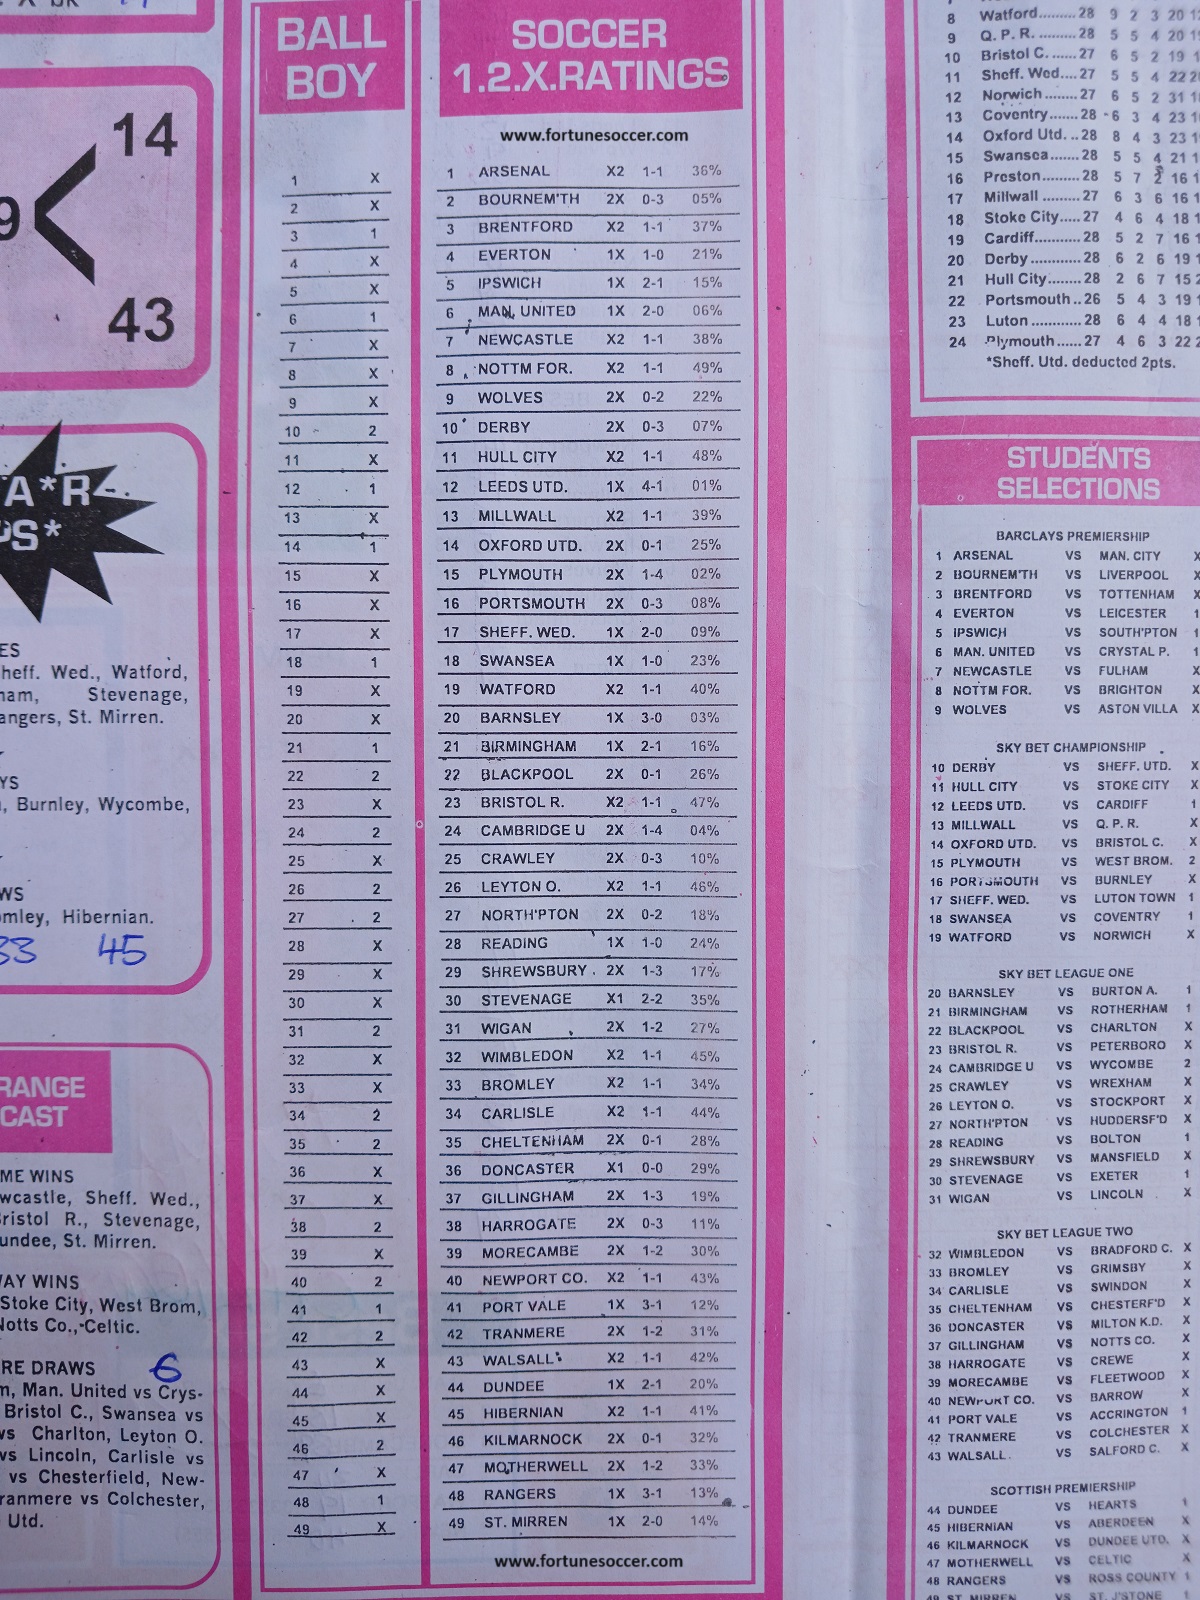 14
9
<
43
A*R
PS*
ES
heff. Wed., Watford,
ham, Stevenage,
angers, St. Mirren.
YS
, Burnley, Wycombe,
WS
omley, Hibernian.
33 45
RANGE
CAST
ME WINS
wcastle, Sheff. Wed.,
Bristol R., Stevenage,
undee, St. Mirren.
WAY WINS
Stoke City, West Brom,
Notts Co., Celtic.
RE DRAWS 6
m, Man. United vs Crys-
Bristol C., Swansea vs
vs Charlton, Leyton O.
vs Lincoln, Carlisle vs
vs Chesterfield, New-
ranmere vs Colchester,
Utd.
BALL
BOY
1 X
2 X
3 1
4 X
5 X
6 1
7 X
8 X
9 X
10 2
11 X
12 1
13 X
14 1
15 X
16 X
17 X
18 1
19 X
20 X
21 1
22 2
23 X
24 2
25 X
26 2
27 2
28 X
29 X
30 X
31 2
32 X
33 X
34 2
35 2
36 X
37 X
38 2
39 X
40 2
41 1
42 2
43 X
44 X
45 X
46 2
47 X
48 1
49 X
SOCCER
1.2.X.RATINGS
www.fortunesoccer.com
1 ARSENAL X2 1-1 36%
2 BOURNEM'TH 2X 0-3 05%
3 BRENTFORD X2 1-1 37%
4 EVERTON 1X 1-0 21%
5 IPSWICH 1X 2-1 15%
6 MAN, UNITED 1X 2-0 06%
7 NEWCASTLE X2 1-1 38%
8 NOTTM FOR. X2 1-1 49%
9 WOLVES 2X 0-2 22%
10 DERBY 2X 0-3 07%
11 HULL CITY X2 1-1 48%
12 LEEDS UTD. 1X 4-1 01%
13 MILLWALL X2 1-1 39%
14 OXFORD UTD. 2X 0-1 25%
15 PLYMOUTH 2X 1-4 02%
16 PORTSMOUTH 2X 0-3 08%
17 SHEFF. WED. 1X 2-0 09%
18 SWANSEA 1X 1-0 23%
19 WATFORD X2 1-1 40%
20 BARNSLEY 1X 3-0 03%
21 BIRMINGHAM 1X 2-1 16%
22 BLACKPOOL 2X 0-1 26%
23 BRISTOL R. X2 1-1 47%
24 CAMBRIDGE U 2X 1-4 04%
25 CRAWLEY 2X 0-3 10%
26 LEYTON O. X2 1-1 46%
27 NORTH'PTON 2X 0-2 18%
28 READING 1X 1-0 24%
29 SHREWSBURY 2X 1-3 17%
30 STEVENAGE X1 2-2 35%
31 WIGAN 2X 1-2 27%
32 WIMBLEDON X2 1-1 45%
33 BROMLEY X2 1-1 34%
34 CARLISLE X2 1-1 44%
35 CHELTENHAM 2X 0-1 28%
36 DONCASTER X1 0-0 29%
37 GILLINGHAM 2X 1-3 19%
38 HARROGATE 2X 0-3 11%
39 MORECAMBE 2X 1-2 30%
40 NEWPORT CO. X2 1-1 43%
41 PORT VALE 1X 3-1 12%
42 TRANMERE 2X 1-2 31%
43 WALSALL X2 1-1 42%
44 DUNDEE 1X 2-1 20%
45 HIBERNIAN X2 1-1 41%
46 KILMARNOCK 2X 0-1 32%
47 MOTHERWELL 2X 1-2 33%
48 RANGERS 1X 3-1 13%
49 ST. MIRREN 1X 2-0 14%
www.fortunesoccer.com
8 Watford......... 28 9 2 3 20
9 Q. P. R. ......... 28 5 5 4 20
10 Bristol C. ...... 27 6 5 2 19
11 Sheff. Wed.... 27 5 5 4 22
12 Norwich ........ 27 6 5 2 31
13 Coventry....... 28 6 3 4 23
14 Oxford Utd. .. 28 8 4 3 23
15 Swansea....... 28 5 5 4 21
16 Preston......... 28 5 7 2 16
17 Millwall ......... 27 6 3 6 16
18 Stoke City..... 27 4 6 4 18
19 Cardiff........... 28 5 2 7 16
20 Derby............ 28 6 2 6 19
21 Hull City........ 28 2 6 7 15
22 Portsmouth .. 26 5 4 3 19
23 Luton ............ 28 6 4 4 18
24 Plymouth ...... 27 4 6 3 22
*Sheff. Utd. deducted 2pts.
STUDENTS
SELECTIONS
BARCLAYS PREMIERSHIP
1 ARSENAL VS MAN. CITY X
2 BOURNEM'TH VS LIVERPOOL X
3 BRENTFORD VS TOTTENHAM X
4 EVERTON VS LEICESTER 1
5 IPSWICH VS SOUTH'PTON 1
6 MAN. UNITED VS CRYSTAL P. 1
7 NEWCASTLE VS FULHAM X
8 NOTTM FOR. VS BRIGHTON X
9 WOLVES VS ASTON VILLA X
SKY BET CHAMPIONSHIP
10 DERBY VS SHEFF. UTD. X
11 HULL CITY VS STOKE CITY X
12 LEEDS UTD. VS CARDIFF 1
13 MILLWALL VS Q. P. R. X
14 OXFORD UTD. VS BRISTOL C. X
15 PLYMOUTH VS WEST BROM. 2
16 PORTSMOUTH VS BURNLEY X
17 SHEFF. WED. VS LUTON TOWN 1
18 SWANSEA VS COVENTRY 1
19 WATFORD VS NORWICH X
SKY BET LEAGUE ONE
20 BARNSLEY VS BURTON A. 1
21 BIRMINGHAM VS ROTHERHAM 1
22 BLACKPOOL VS CHARLTON X
23 BRISTOL R. VS PETERBORO X
24 CAMBRIDGE U VS WYCOMBE 2
25 CRAWLEY VS WREXHAM X
26 LEYTON O. VS STOCKPORT X
27 NORTH'PTON VS HUDDERSF'D X
28 READING VS BOLTON 1
29 SHREWSBURY VS MANSFIELD X
30 STEVENAGE VS EXETER 1
31 WIGAN VS LINCOLN X
SKY BET LEAGUE TWO
32 WIMBLEDON VS BRADFORD C. X
33 BROMLEY VS GRIMSBY X
34 CARLISLE VS SWINDON X
35 CHELTENHAM VS CHESTERF'D X
36 DONCASTER VS MILTON K.D. X
37 GILLINGHAM VS NOTTS CO. X
38 HARROGATE VS CREWE X
39 MORECAMBE VS FLEETWOOD X
40 NEWPORT CO. VS BARROW X
41 PORT VALE VS ACCRINGTON 1
42 TRANMERE VS COLCHESTER X
43 WALSALL VS SALFORD C. X
SCOTTISH PREMIERSHIP
44 DUNDEE VS HEARTS 1
45 HIBERNIAN VS ABERDEEN X
46 KILMARNOCK VS DUNDEE UTD. X
47 MOTHERWELL VS CELTIC X
48 RANGERS VS ROSS COUNTY 1
49 ST. MIRREN VS ST. J'STONE 1